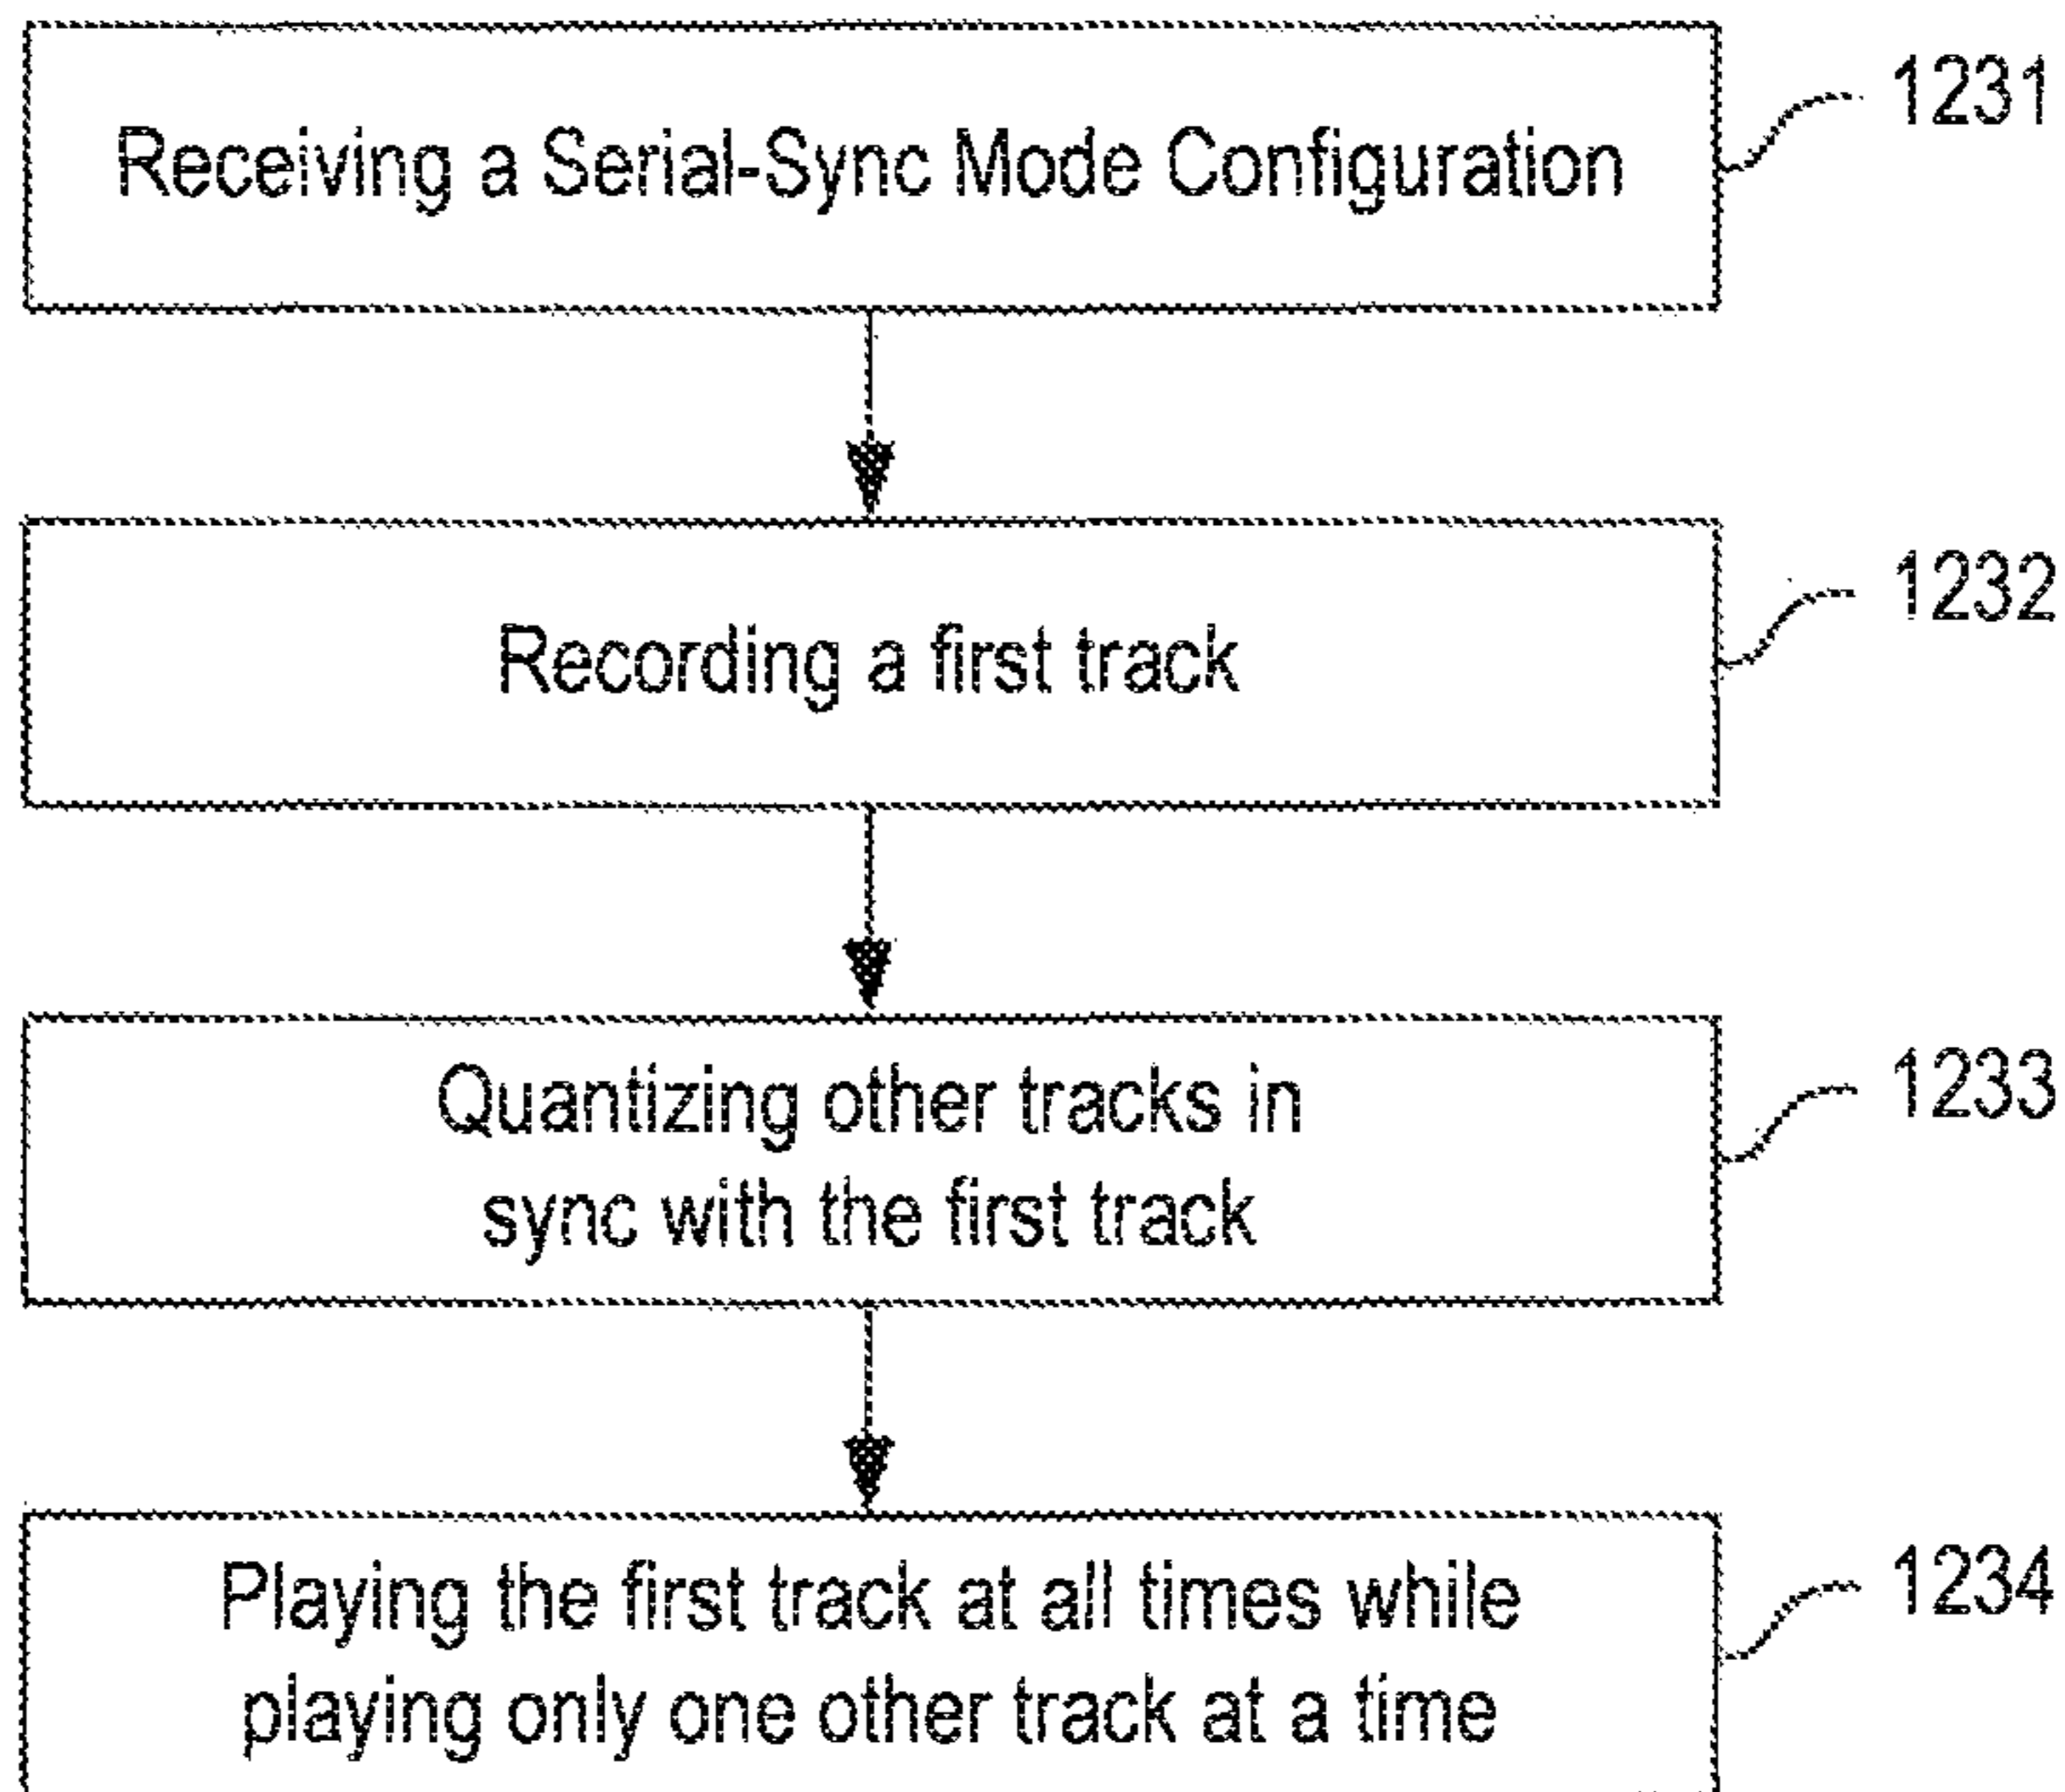 Receiving a Serial-Sync Mode Configuration
1231
Recording a first track
1232
Quantizing other tracks in
sync with the first track
1233
Playing the first track at all times while
playing only one other track at a time
1234